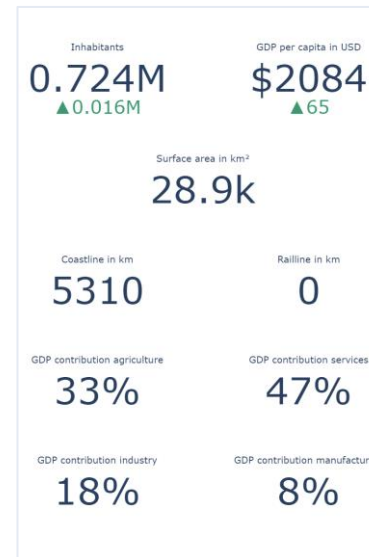 Inhabitants
0.724M
▲0.016M
GDP per capita in USD
$2084
▲65
Surface area in km²
28.9k
Coastline in km
5310
Railline in km
0
GDP contribution agriculture
33%
GDP contribution services
47%
GDP contribution industry
18%
GDP contribution manufactur
8%